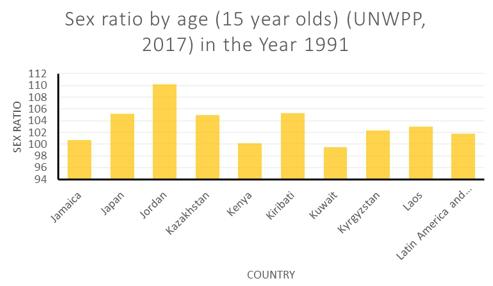 Sex ratio by age (15 year olds) (UNWPP,
2017) in the Year 1991
SEX RATIO
112
110
108
106
104
102
100
98
96
94
Jamaica
Japan
Jordan
Kazakhstan
Kenya
Kiribati
Kuwait
Kyrgyzstan
Laos
Latin America and...
COUNTRY